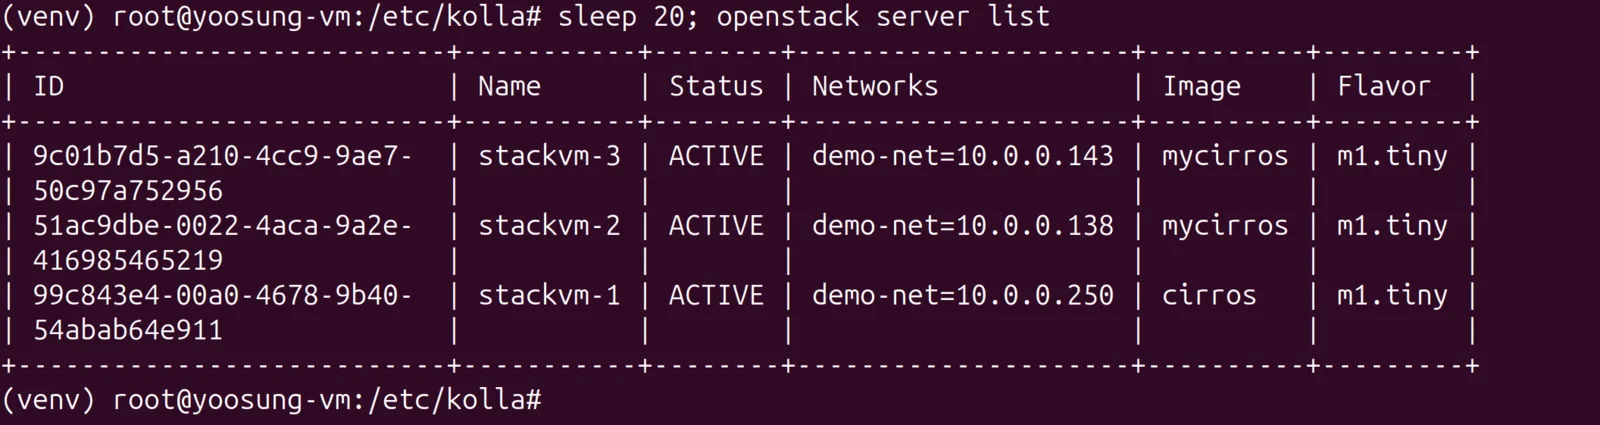 (venv) root@yoosung-vm:/etc/kolla# sleep 20; openstack server list
+---------------------------+-----------+--------+---------------------+----------+---------+
| ID                        | Name      | Status | Networks            | Image    | Flavor  |
+---------------------------+-----------+--------+---------------------+----------+---------+
| 9c01b7d5-a210-4cc9-9ae7-  | stackvm-3 | ACTIVE | demo-net=10.0.0.143 | mycirros | m1.tiny |
| 50c97a752956              |           |        |                     |          |         |
| 51ac9dbe-0022-4aca-9a2e-  | stackvm-2 | ACTIVE | demo-net=10.0.0.138 | mycirros | m1.tiny |
| 416985465219              |           |        |                     |          |         |
| 99c843e4-00a0-4678-9b40-  | stackvm-1 | ACTIVE | demo-net=10.0.0.250 | cirros   | m1.tiny |
| 54abab64e911              |           |        |                     |          |         |
+---------------------------+-----------+--------+---------------------+----------+---------+
(venv) root@yoosung-vm:/etc/kolla#